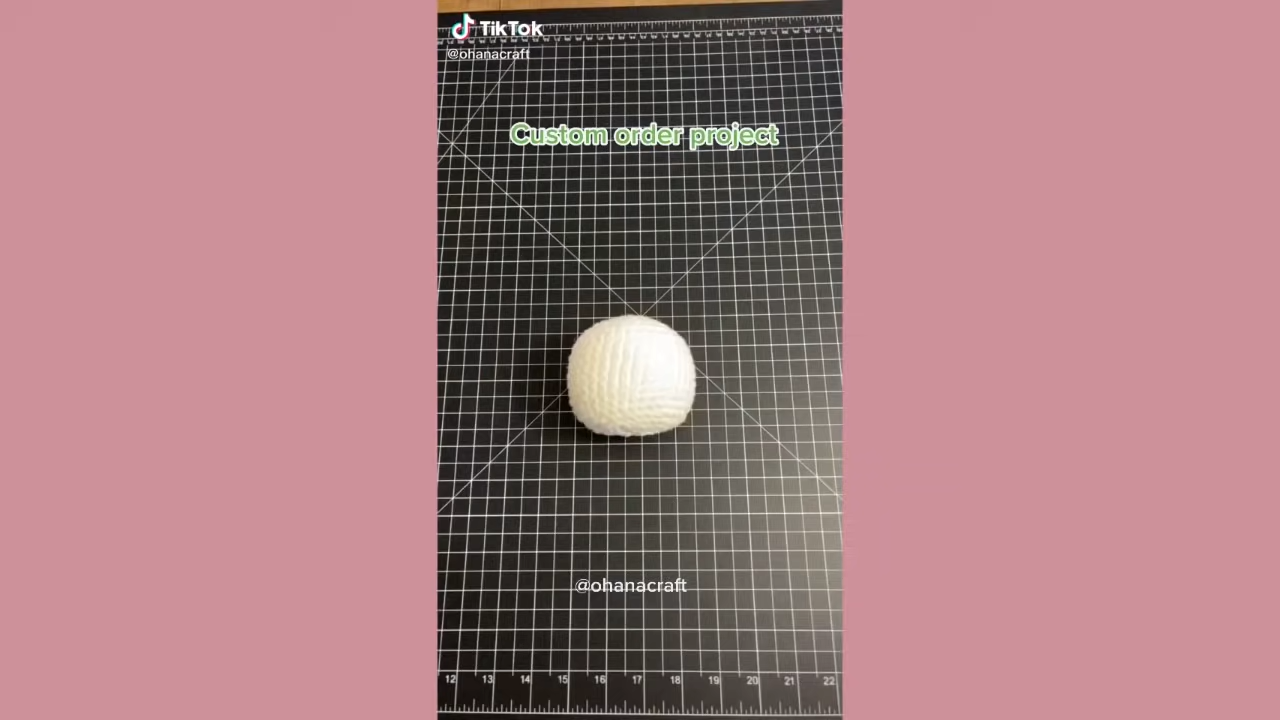 TikTok
@ohanacraft
Custom order project
@ohanacraft
12 13 14 15 16 17 18 19 20 21 22